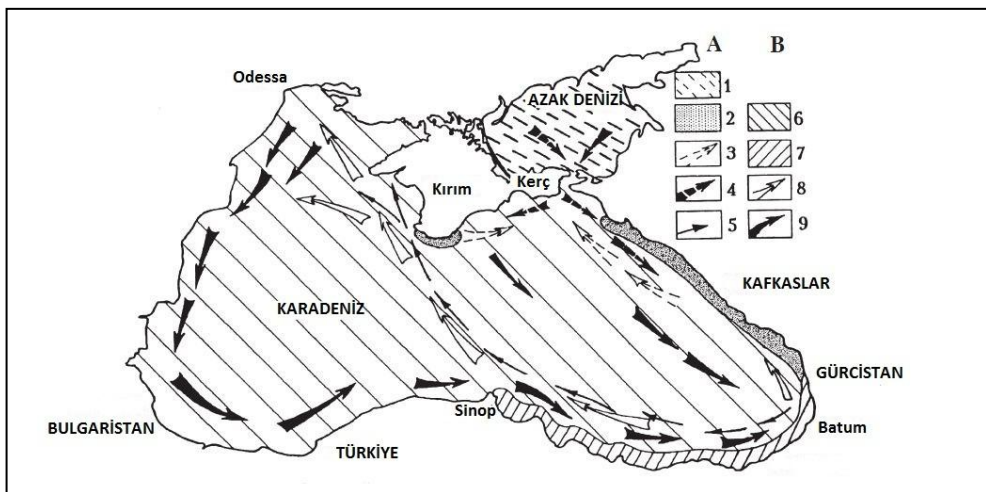 A B
Odessa
AZAK DENİZİ
1
2 6
Kırım
Kerç
3 7
4 8
5 9
KAFKASLAR
KARADENİZ
GÜRCİSTAN
Sinop
BULGARİSTAN
Batum
TÜRKİYE